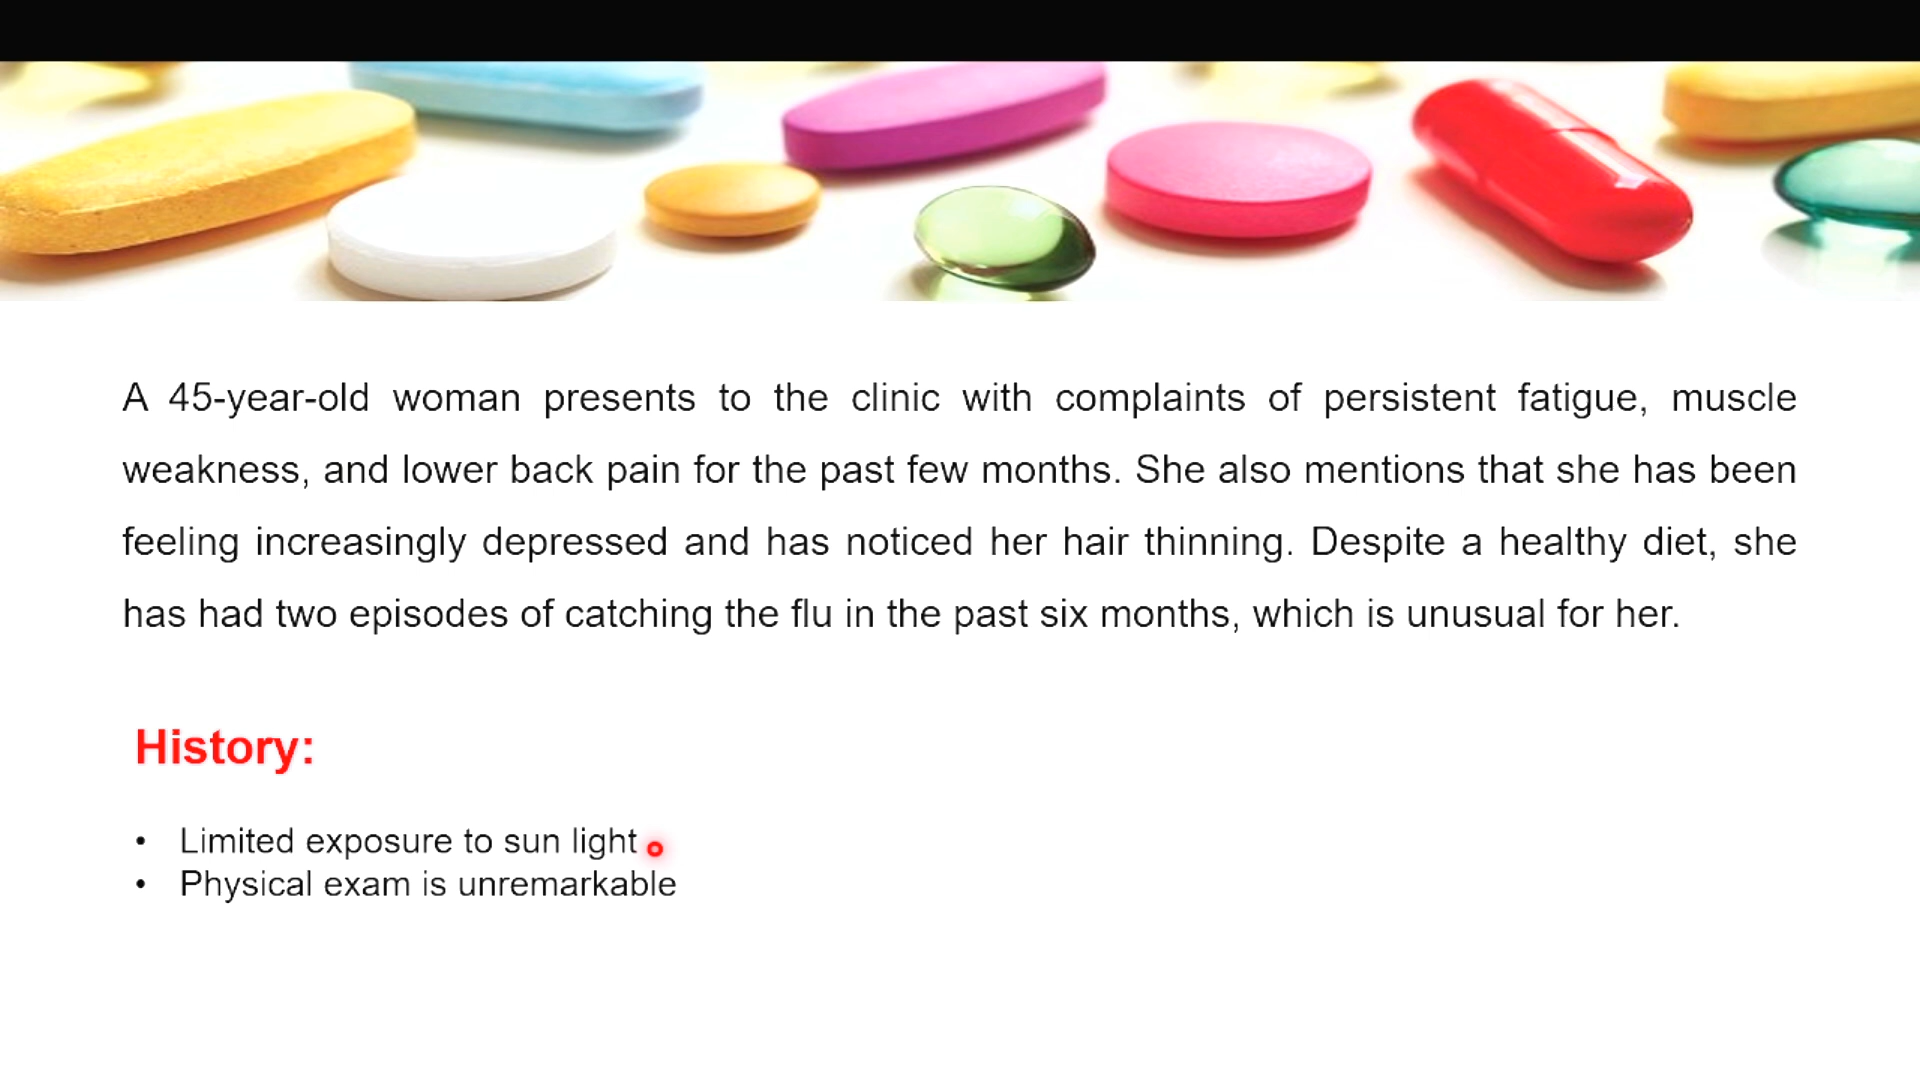 A 45-year-old woman presents to the clinic with complaints of persistent fatigue, muscle
weakness, and lower back pain for the past few months. She also mentions that she has been
feeling increasingly depressed and has noticed her hair thinning. Despite a healthy diet, she
has had two episodes of catching the flu in the past six months, which is unusual for her.
History:
• Limited exposure to sun light
• Physical exam is unremarkable